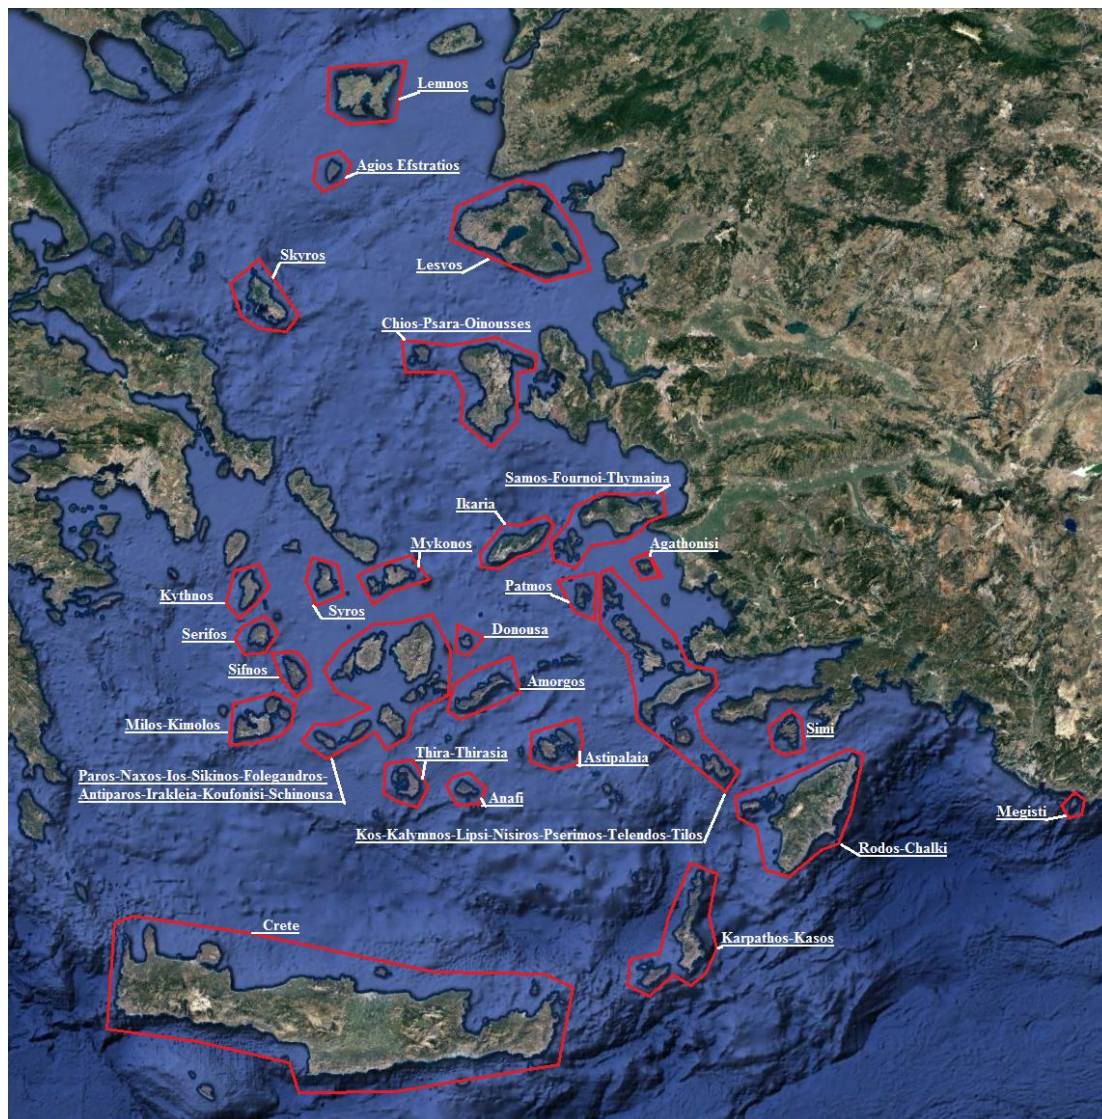 Lemnos
Agios Efstratios
Skyros
Lesvos
Chios-Psara-Oinousses
Samos-Fournoi-Thymaina
Ikaria
Mykonos
Agathonisi
Kythnos
Patmos
Syros
Serifos
Donousa
Sifnos
Amorgos
Milos-Kimolos
Simi
Thira-Thirasia
Astipalaia
Paros-Naxos-Ios-Sikinos-Folegandros-
Antiparos-Irakleia-Koufonisi-Schinousa
Anafi
Megisti
Kos-Kalymnos-Lipsi-Nisiros-Pserimos-Telendos-Tilos
Rodos-Chalki
Crete
Karpathos-Kasos